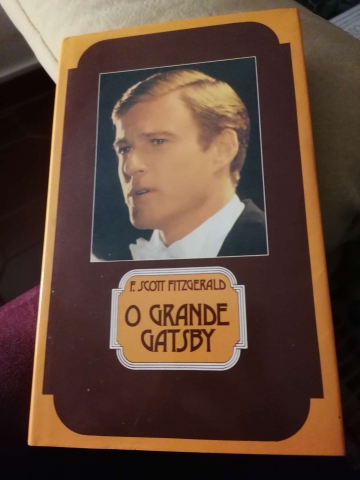 F. SCOTT FITZGERALD
O GRANDE
GATSBY